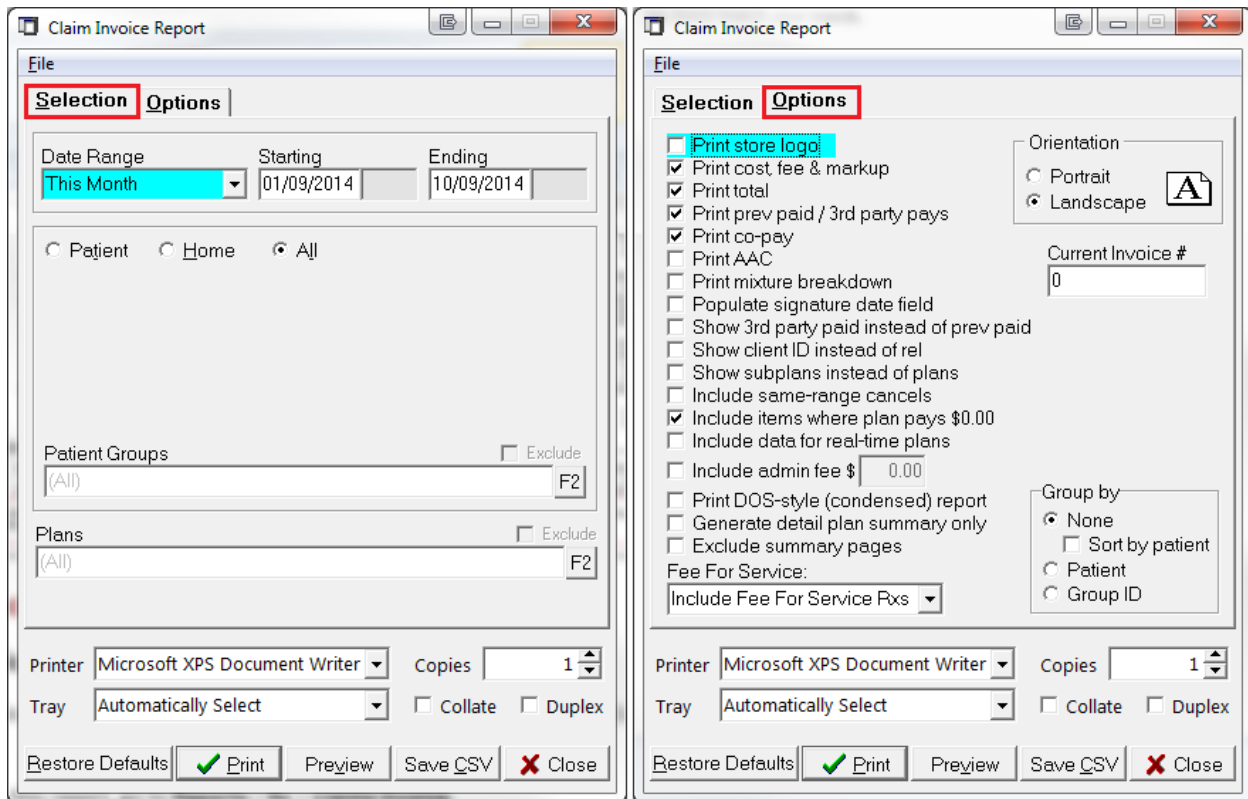 Claim Invoice Report
File
Selection Options
Date Range Starting Ending
This Month 01/09/2014 10/09/2014
Patient Home All
Patient Groups Exclude
(All) F2
Plans Exclude
(All) F2
Printer Microsoft XPS Document Writer Copies 1
Tray Automatically Select Collate Duplex
Restore Defaults Print Preview Save CSV Close
Claim Invoice Report
File
Selection Options
Print store logo
Print cost, fee & markup
Print total
Print prev paid / 3rd party pays
Print co-pay
Print AAC
Print mixture breakdown
Populate signature date field
Show 3rd party paid instead of prev paid
Show client ID instead of rel
Show subplans instead of plans
Include same-range cancels
Include items where plan pays $0.00
Include data for real-time plans
Include admin fee $ 0.00
Print DOS-style (condensed) report
Generate detail plan summary only
Exclude summary pages
Fee For Service:
Include Fee For Service Rxs
Orientation
Portrait
Landscape
A
Current Invoice #
0
Group by
None
Sort by patient
Patient
Group ID
Printer Microsoft XPS Document Writer Copies 1
Tray Automatically Select Collate Duplex
Restore Defaults Print Preview Save CSV Close